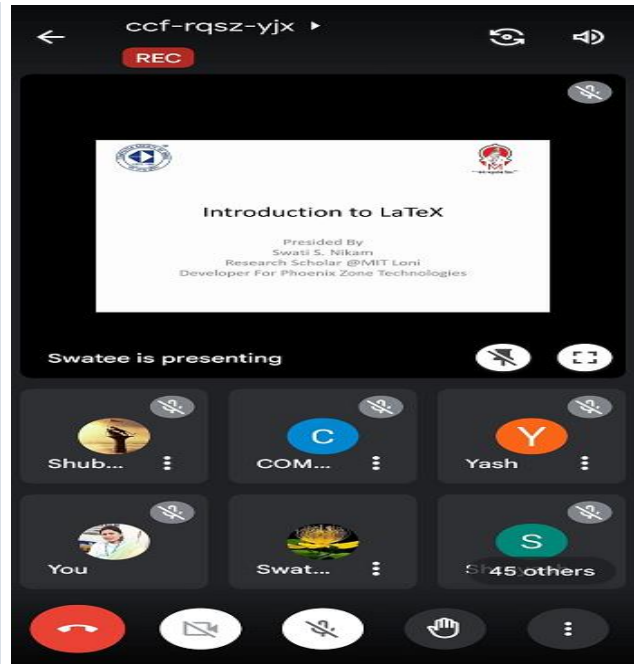 ccf-rqsz-yjx
REC
Introduction to LaTeX
Presided By
Swati S. Nikam
Research Scholar @MIT Loni
Developer For Phoenix Zone Technologies
Swatee is presenting
Shub...
C
COM...
Y
Yash
You
Swat...
S
45 others